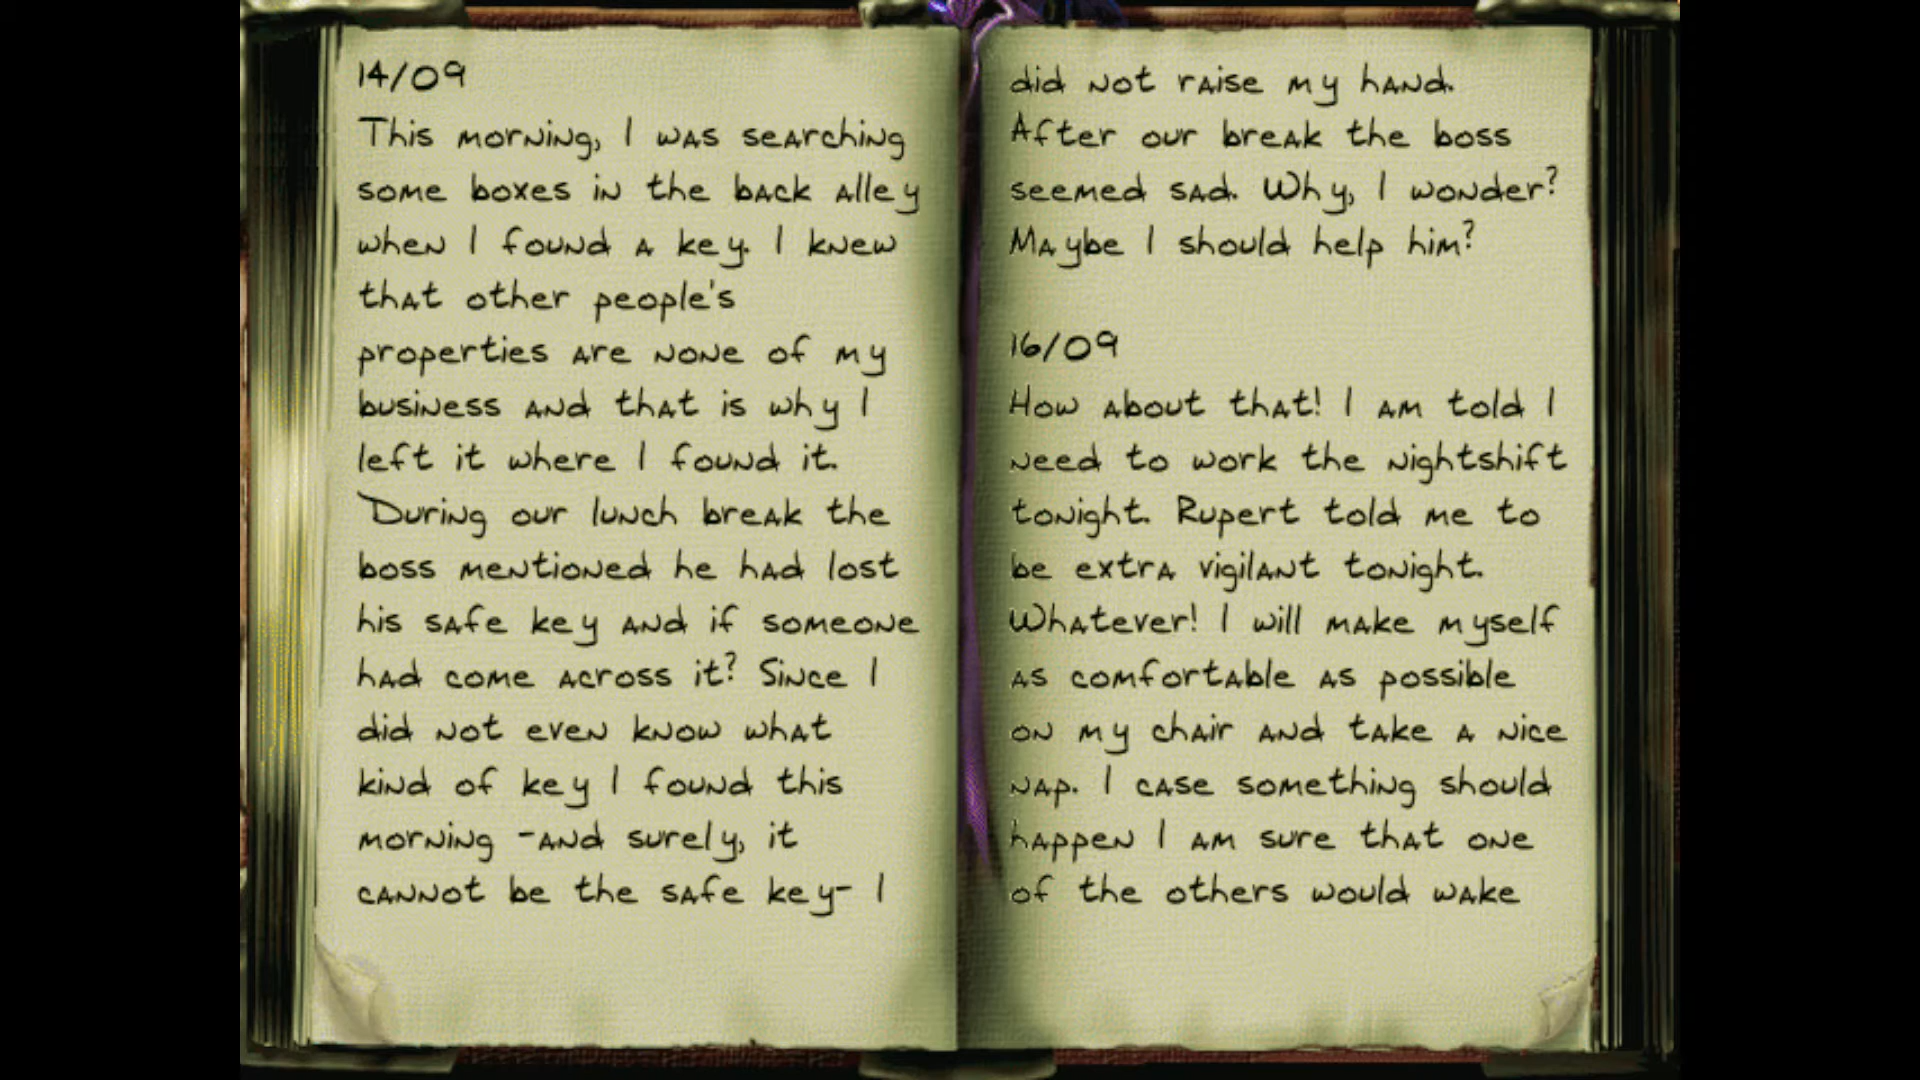 14/09
This morning, I was searching
some boxes in the back alley
when I found a key. I knew
that other people's
properties are none of my
business and that is why I
left it where I found it.
During our lunch break the
boss mentioned he had lost
his safe key and if someone
had come across it? Since I
did not even know what
kind of key I found this
morning -and surely, it
cannot be the safe key- I
did not raise my hand.
After our break the boss
seemed sad. Why, I wonder?
Maybe I should help him?
16/09
How about that! I am told I
need to work the nightshift
tonight. Rupert told me to
be extra vigilant tonight.
Whatever! I will make myself
as comfortable as possible
on my chair and take a nice
nap. I case something should
happen I am sure that one
of the others would wake